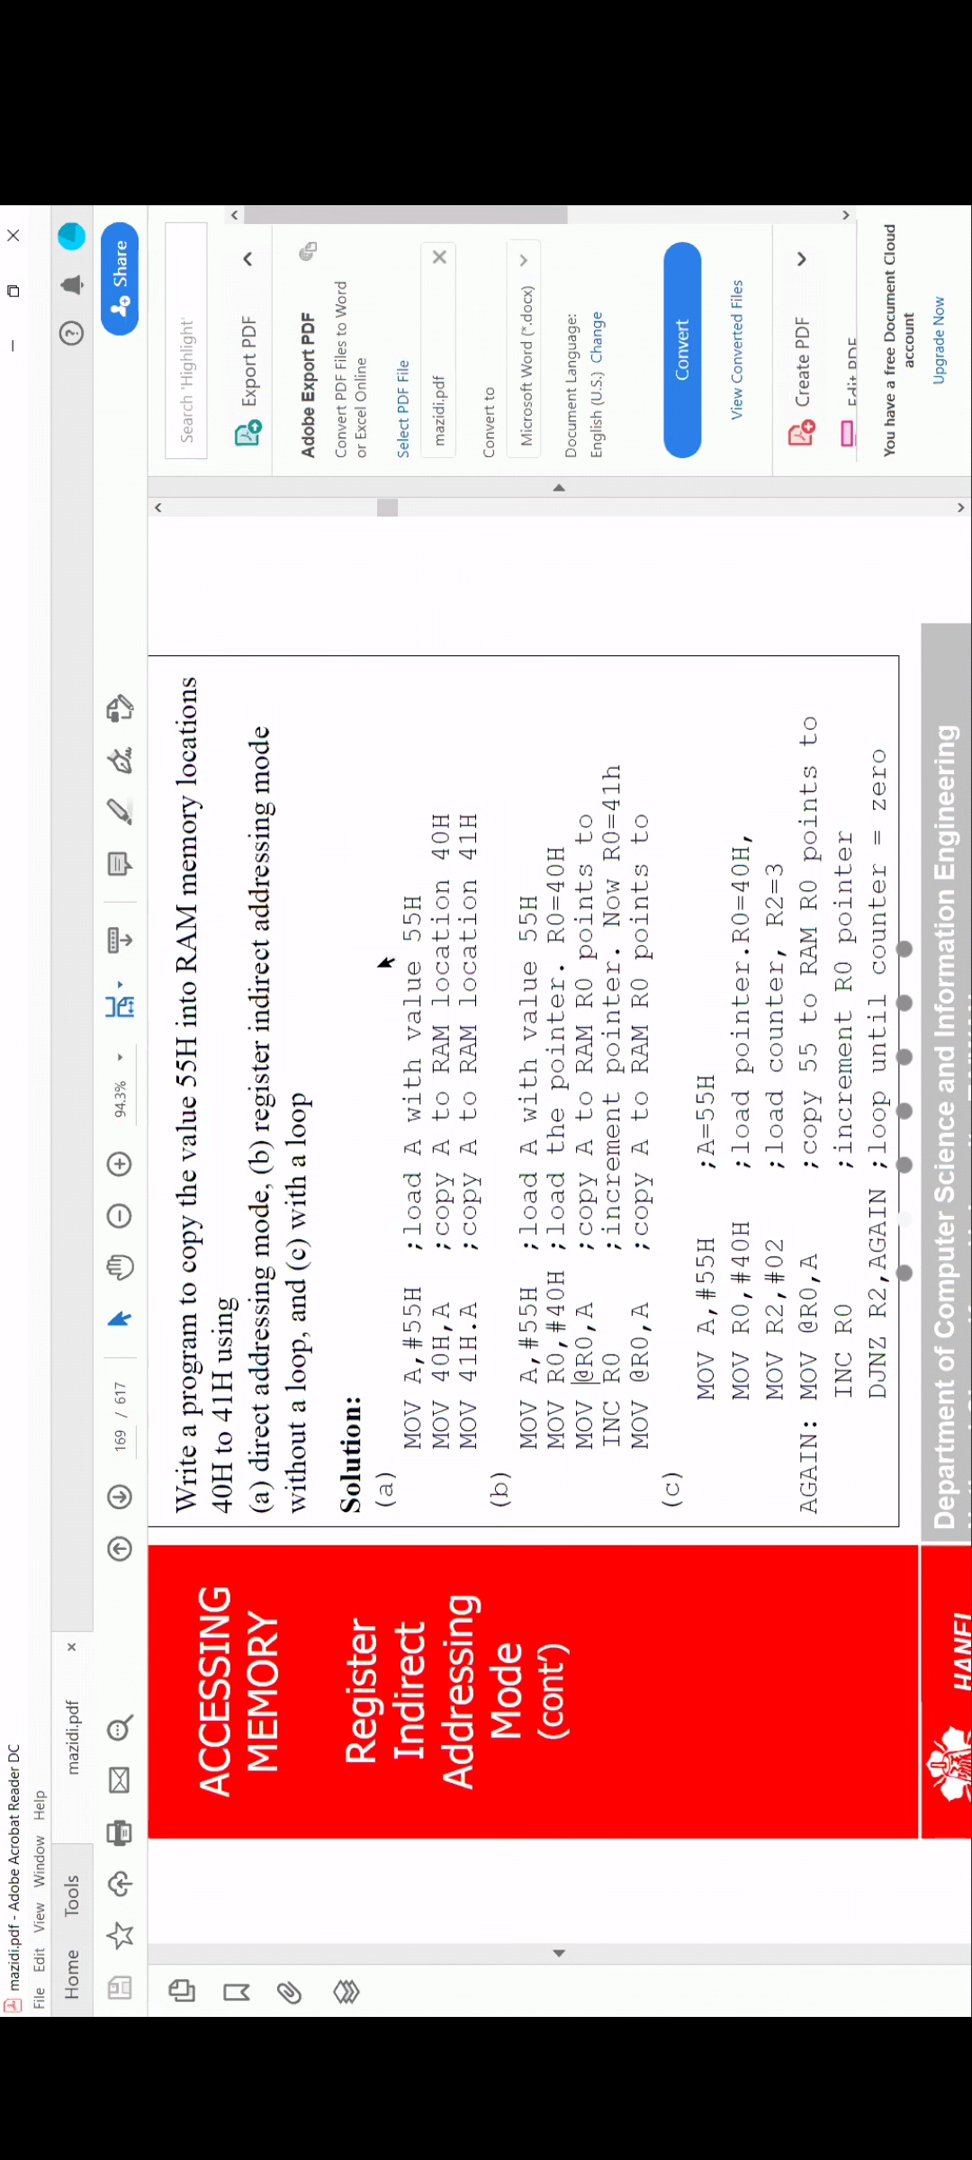 mazidi.pdf - Adobe Acrobat Reader DC
File Edit View Window Help
Home Tools mazidi.pdf ×
169 / 617 94.3% Share
ACCESSING
MEMORY
Register
Indirect
Addressing
Mode
(cont’)
Write a program to copy the value 55H into RAM memory locations
40H to 41H using
(a) direct addressing mode, (b) register indirect addressing mode
without a loop, and (c) with a loop
Solution:
(a)
MOV A,#55H ;load A with value 55H
MOV 40H,A ;copy A to RAM location 40H
MOV 41H.A ;copy A to RAM location 41H
(b)
MOV A,#55H ;load A with value 55H
MOV R0,#40H ;load the pointer. R0=40H
MOV @R0,A ;copy A to RAM R0 points to
INC R0 ;increment pointer. Now R0=41h
MOV @R0,A ;copy A to RAM R0 points to
(c)
MOV A,#55H ;A=55H
MOV R0,#40H ;load pointer.R0=40H,
MOV R2,#02 ;load counter, R2=3
AGAIN: MOV @R0,A ;copy 55 to RAM R0 points to
INC R0 ;increment R0 pointer
DJNZ R2,AGAIN ;loop until counter = zero
Department of Computer Science and Information Engineering
HANEL
Search 'Highlight'
Export PDF
Adobe Export PDF
Convert PDF Files to Word
or Excel Online
Select PDF File
mazidi.pdf
Convert to
Microsoft Word (*.docx)
Document Language:
English (U.S.) Change
Convert
View Converted Files
Create PDF
Edit PDF
You have a free Document Cloud
account
Upgrade Now